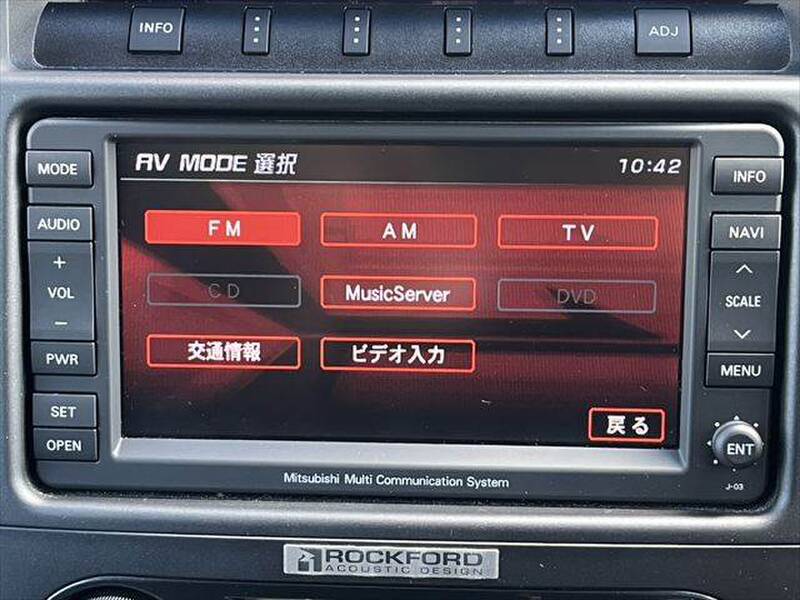 INFO
ADJ
MODE
AUDIO
+
VOL
−
PWR
SET
OPEN
AV MODE 選択
10:42
FM
AM
TV
CD
MusicServer
DVD
交通情報
ビデオ入力
戻る
INFO
NAVI
SCALE
MENU
ENT
J-03
Mitsubishi Multi Communication System
ROCKFORD
ACOUSTIC DESIGN